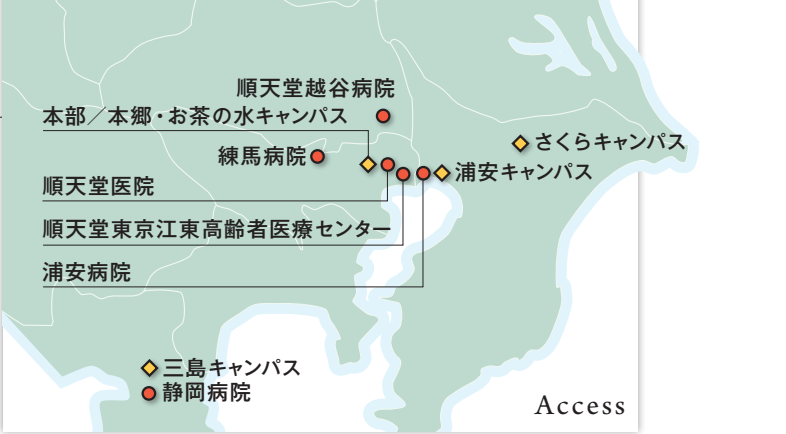 順天堂越谷病院
本部／本郷・お茶の水キャンパス
さくらキャンパス
練馬病院
浦安キャンパス
順天堂医院
順天堂東京江東高齢者医療センター
浦安病院
三島キャンパス
静岡病院
Access